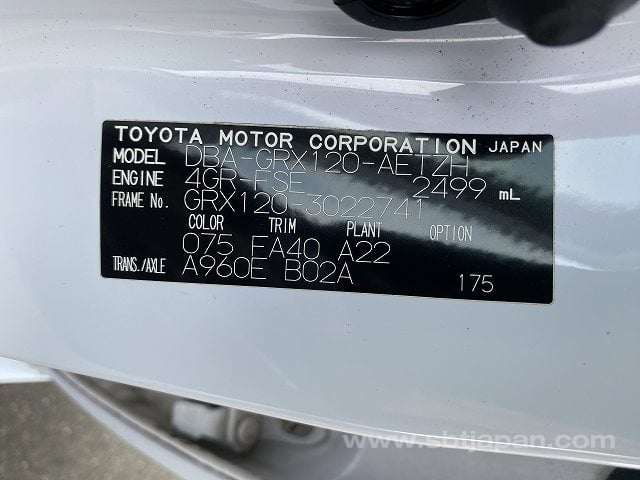 TOYOTA MOTOR CORPORATION JAPAN
MODEL DBA-GRX120-AETZH
ENGINE 4GR-FSE 2499 mL
FRAME No. GRX120-3022741
COLOR TRIM PLANT OPTION
075 FA40 A22
TRANS./AXLE A960E B02A 175
www.sbtjapan.com